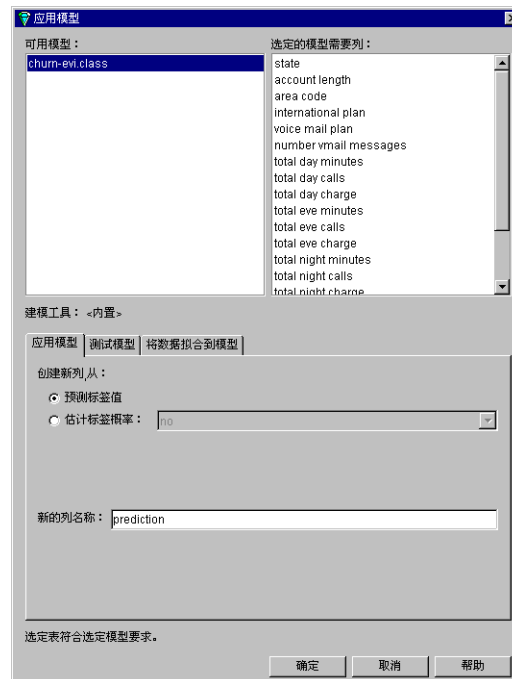 应用模型
可用模型：
churn-evi.class
选定的模型需要列：
state
account length
area code
international plan
voice mail plan
number vmail messages
total day minutes
total day calls
total day charge
total eve minutes
total eve calls
total eve charge
total night minutes
total night calls
total night charge
建模工具：<内置>
应用模型
测试模型
将数据拟合到模型
创建新列,从：
预测标签值
估计标签概率：
no
新的列名称：
prediction
选定表符合选定模型要求。
确定
取消
帮助